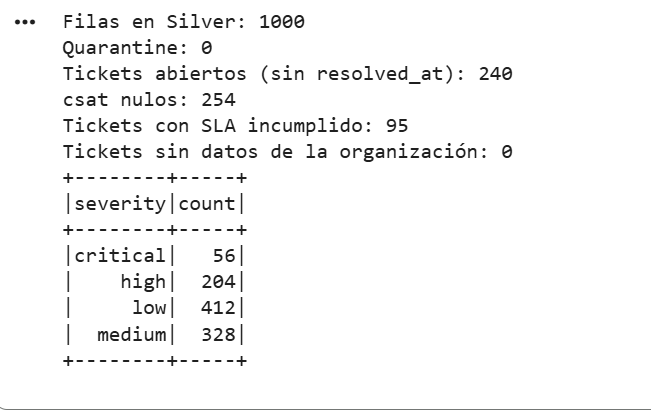 ••• Filas en Silver: 1000
Quarantine: 0
Tickets abiertos (sin resolved_at): 240
csat nulos: 254
Tickets con SLA incumplido: 95
Tickets sin datos de la organización: 0
+--------+-----+
|severity|count|
+--------+-----+
|critical|   56|
|    high|  204|
|     low|  412|
|  medium|  328|
+--------+-----+